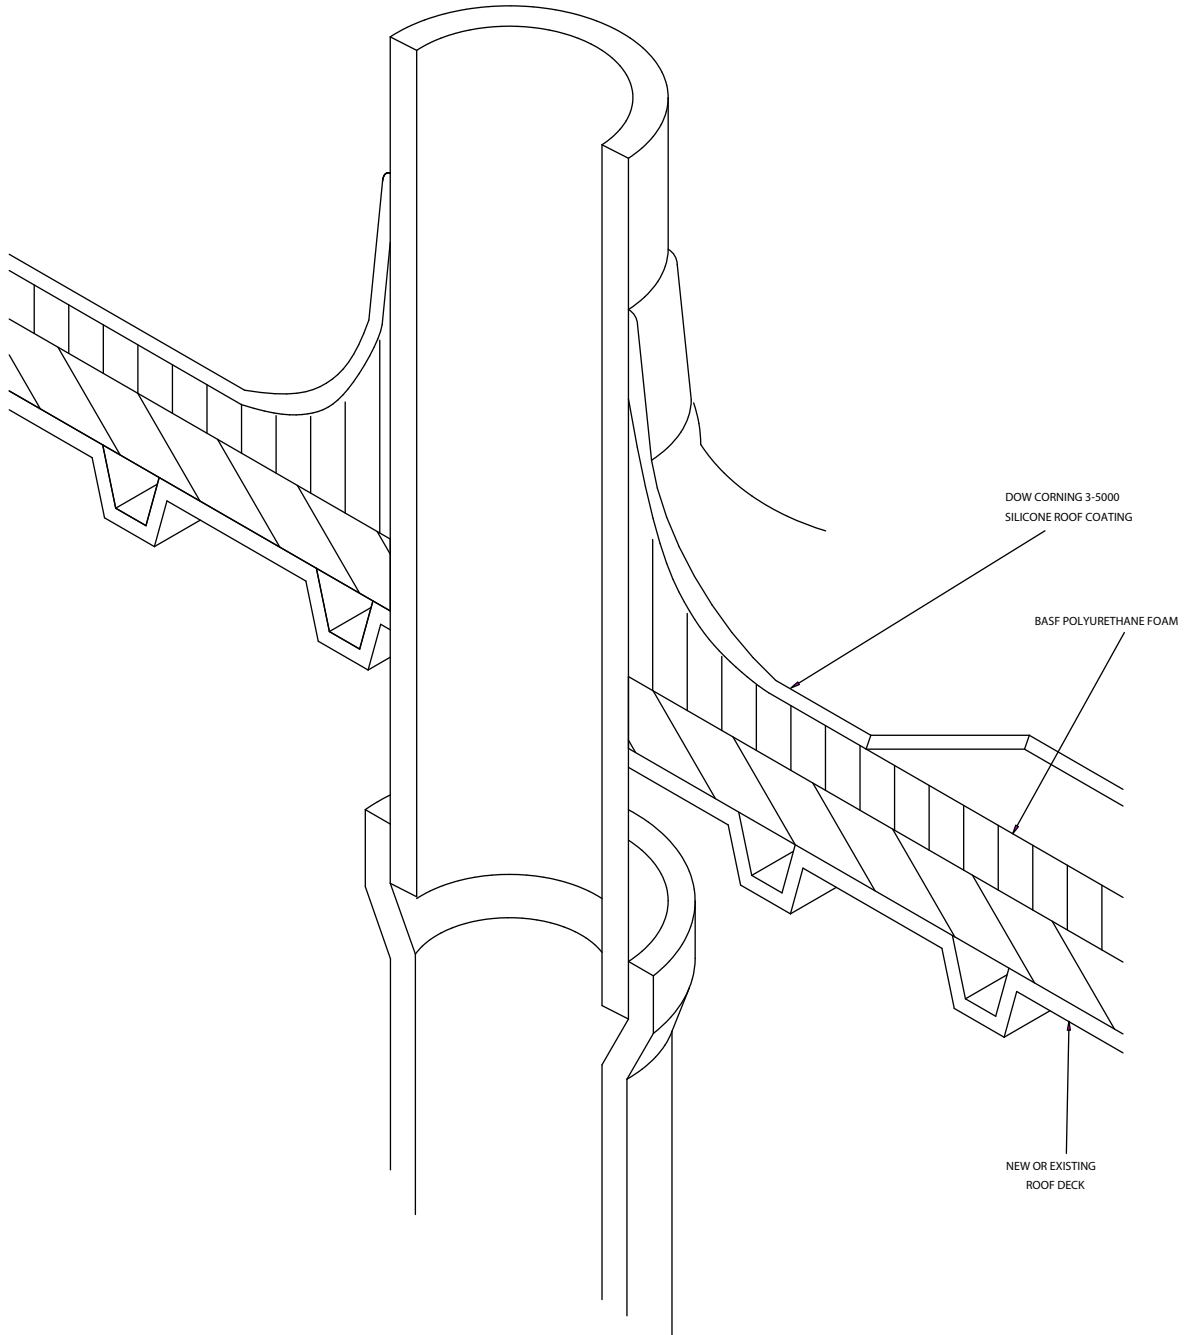 DOW CORNING 3-5000
SILICONE ROOF COATING
BASF POLYURETHANE FOAM
NEW OR EXISTING
ROOF DECK